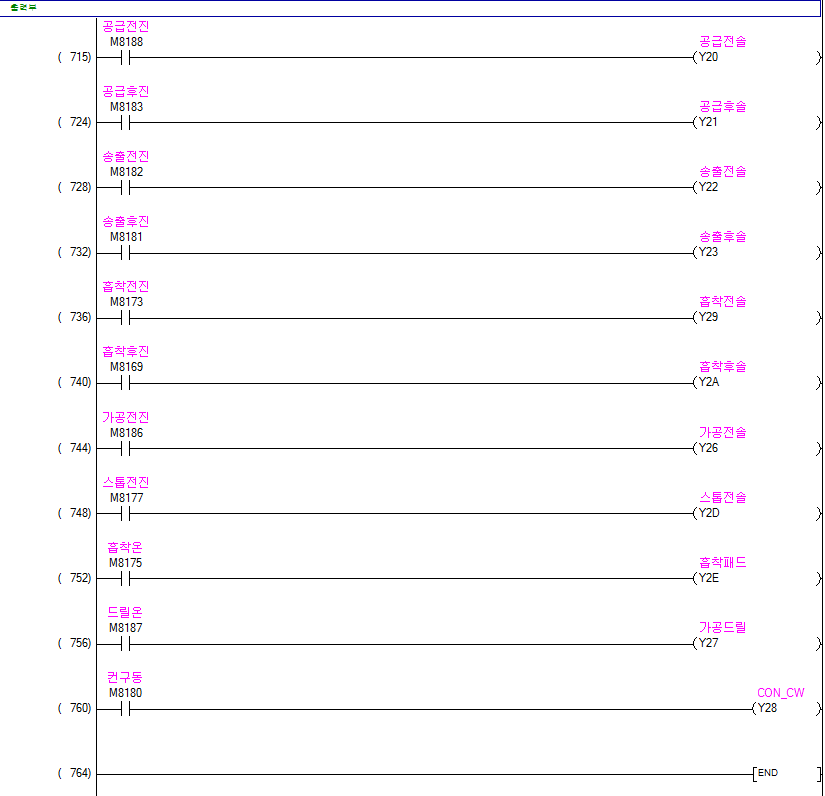 출력부
공급전진
M8188 공급전솔
( 715) (Y20 )
공급후진
M8183 공급후솔
( 724) (Y21 )
송출전진
M8182 송출전솔
( 728) (Y22 )
송출후진
M8181 송출후솔
( 732) (Y23 )
흡착전진
M8173 흡착전솔
( 736) (Y29 )
흡착후진
M8169 흡착후솔
( 740) (Y2A )
가공전진
M8186 가공전솔
( 744) (Y26 )
스톱전진
M8177 스톱전솔
( 748) (Y2D )
흡착온
M8175 흡착패드
( 752) (Y2E )
드릴온
M8187 가공드릴
( 756) (Y27 )
컨구동
M8180 CON_CW
( 760) (Y28 )
( 764) [END ]